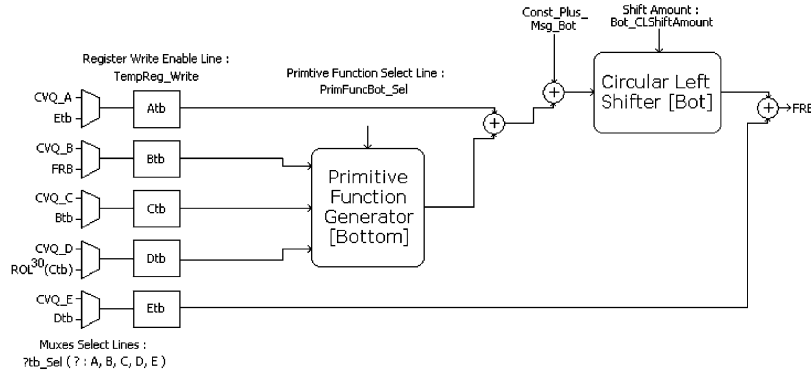 Shift Amount :
Bot_CLShiftAmount
Const_Plus_
Msg_Bot
Register Write Enable Line :
TempReg_Write
Primtive Function Select Line :
PrimFuncBot_Sel
CVQ_A
Etb
Atb
Circular Left
Shifter [Bot]
FRB
CVQ_B
FRB
Btb
Primitive
Function
Generator
[Bottom]
CVQ_C
Btb
Ctb
CVQ_D
ROL30(Ctb)
Dtb
CVQ_E
Dtb
Etb
Muxes Select Lines :
?tb_Sel ( ? : A, B, C, D, E )